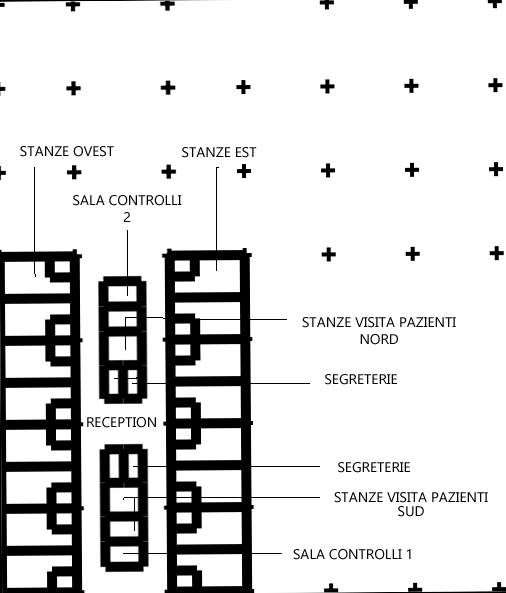 STANZE OVEST
STANZE EST
SALA CONTROLLI
2
STANZE VISITA PAZIENTI
NORD
SEGRETERIE
RECEPTION
SEGRETERIE
STANZE VISITA PAZIENTI
SUD
SALA CONTROLLI 1